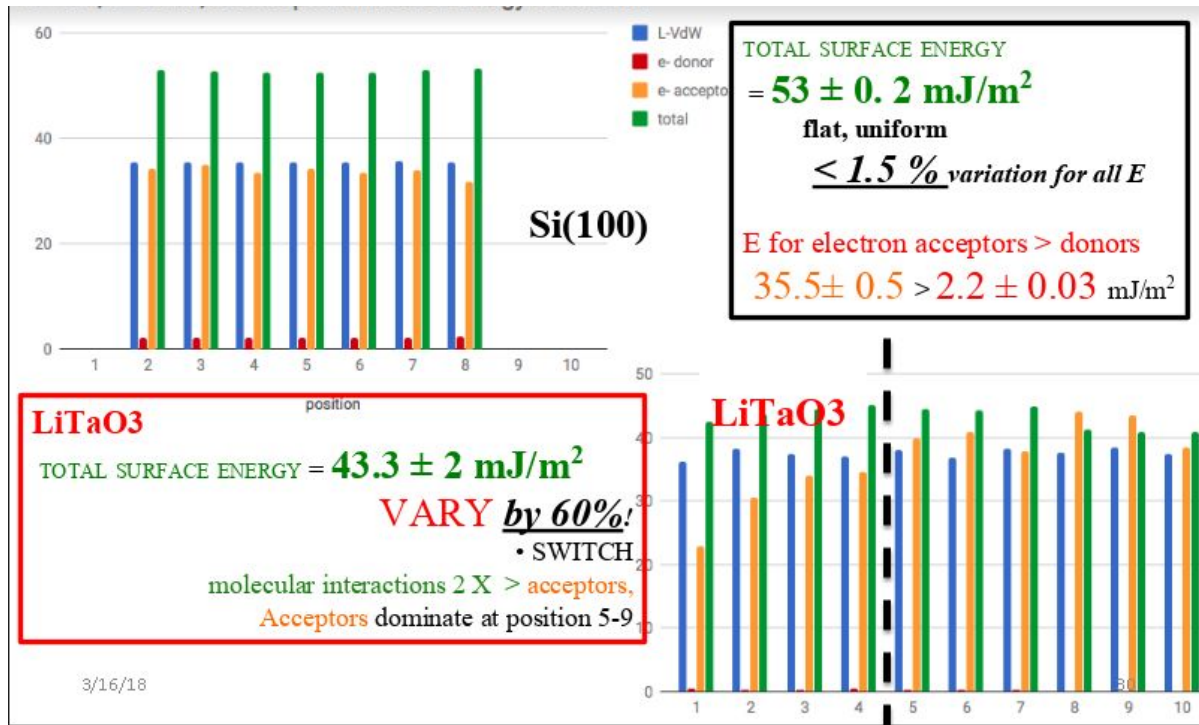 60
40
20
0
1 2 3 4 5 6 7 8 9 10
position
L-VdW
e- donor
e- accepto
total
Si(100)
TOTAL SURFACE ENERGY
= 53 ± 0. 2 mJ/m²
flat, uniform
< 1.5 % variation for all E
E for electron acceptors > donors
35.5± 0.5 > 2.2 ± 0.03 mJ/m²
LiTaO3
TOTAL SURFACE ENERGY = 43.3 ± 2 mJ/m²
VARY by 60%!
• SWITCH
molecular interactions 2 X > acceptors,
Acceptors dominate at position 5-9
LiTaO3
50
40
30
20
10
0
1 2 3 4 5 6 7 8 9 10
3/16/18
30